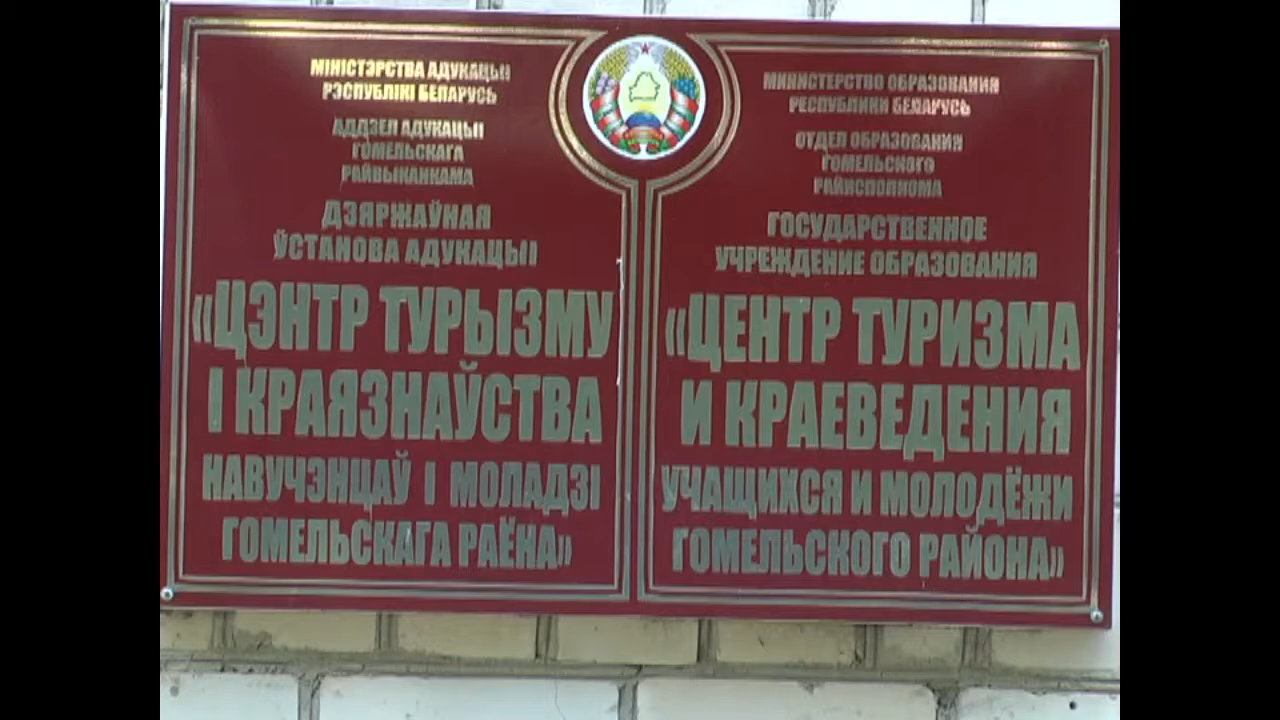 МІНІСТЭРСТВА АДУКАЦЫІ
РЭСПУБЛІКІ БЕЛАРУСЬ
АДДЗЕЛ АДУКАЦЫІ
ГОМЕЛЬСКАГА
РАЙВЫКАНКАМА
ДЗЯРЖАЎНАЯ
ЎСТАНОВА АДУКАЦЫІ
«ЦЭНТР ТУРЫЗМУ
І КРАЯЗНАЎСТВА
НАВУЧЭНЦАЎ І МОЛАДЗІ
ГОМЕЛЬСКАГА РАЁНА»
МИНИСТЕРСТВО ОБРАЗОВАНИЯ
РЕСПУБЛИКИ БЕЛАРУСЬ
ОТДЕЛ ОБРАЗОВАНИЯ
ГОМЕЛЬСКОГО
РАЙИСПОЛКОМА
ГОСУДАРСТВЕННОЕ
УЧРЕЖДЕНИЕ ОБРАЗОВАНИЯ
«ЦЕНТР ТУРИЗМА
И КРАЕВЕДЕНИЯ
УЧАЩИХСЯ И МОЛОДЁЖИ
ГОМЕЛЬСКОГО РАЙОНА»